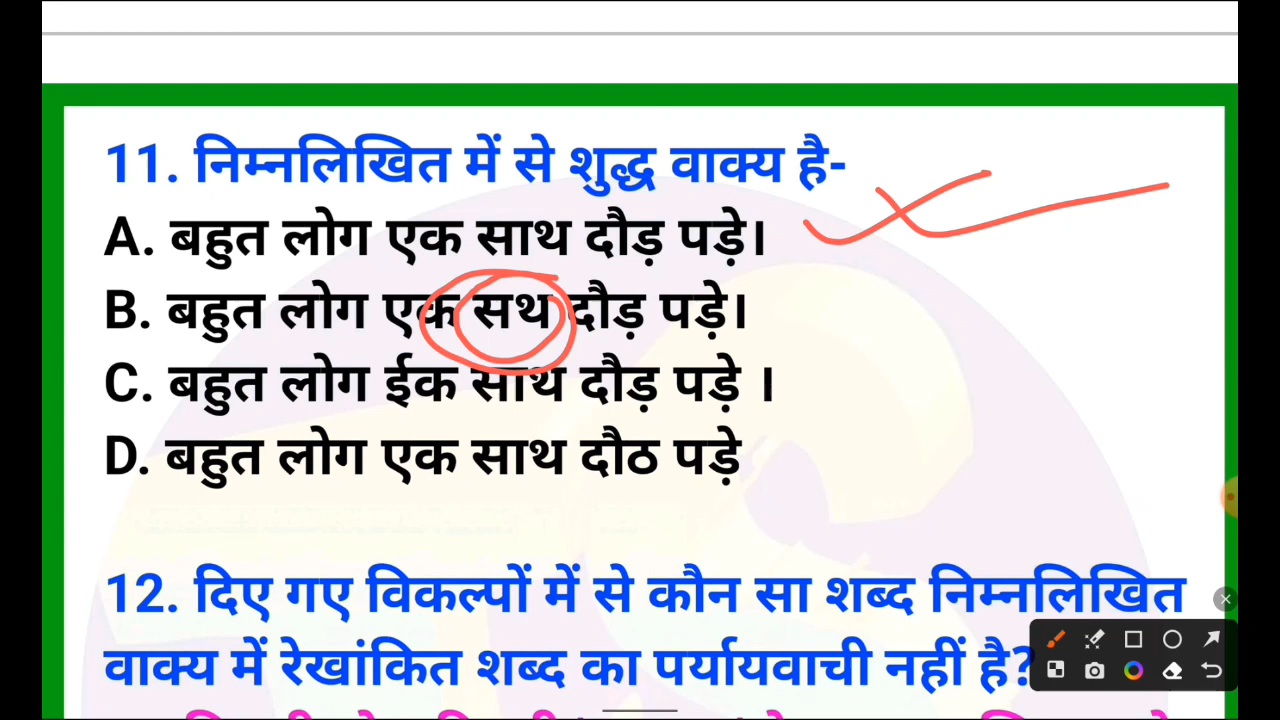 11. निम्नलिखित में से शुद्ध वाक्य है-
A. बहुत लोग एक साथ दौड़ पड़े।
B. बहुत लोग एक सथ दौड़ पड़े।
C. बहुत लोग ईक साथ दौड़ पड़े ।
D. बहुत लोग एक साथ दौठ पड़े
12. दिए गए विकल्पों में से कौन सा शब्द निम्नलिखित
वाक्य में रेखांकित शब्द का पर्यायवाची नहीं है?